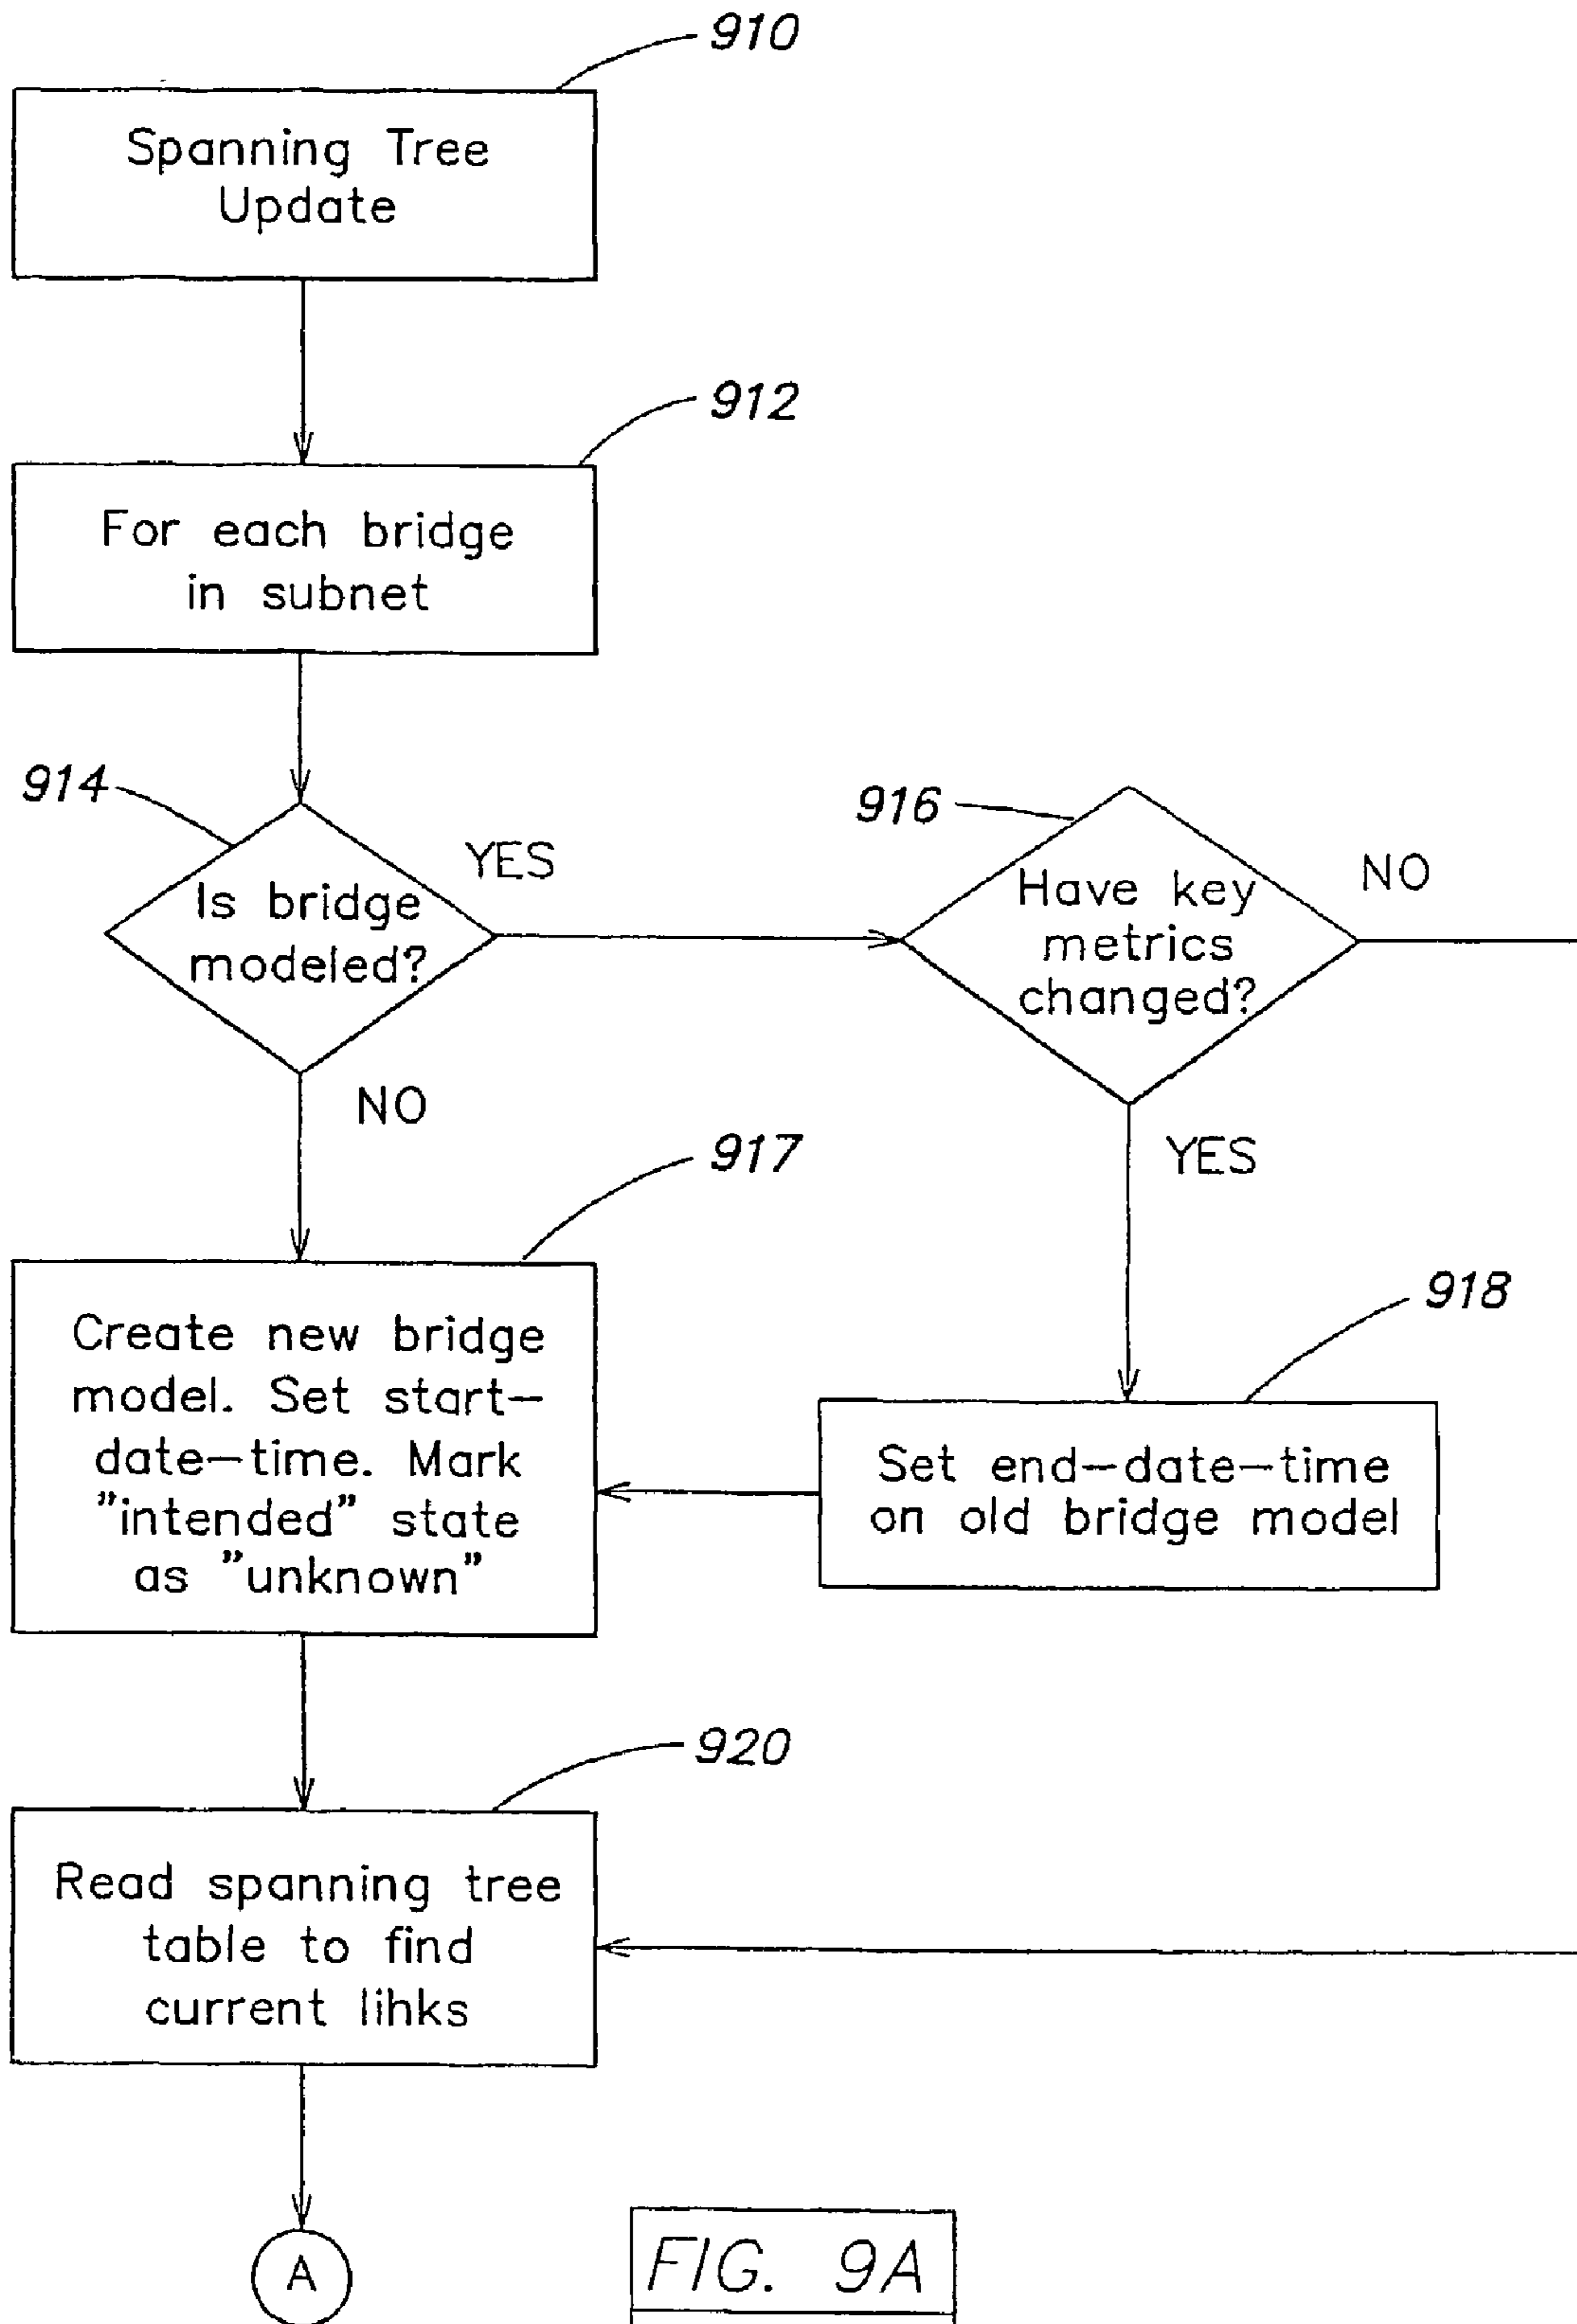 910
Spanning Tree
Update
912
For each bridge
in subnet
914
YES
Is bridge
modeled?
NO
916
NO
Have key
metrics
changed?
YES
917
Create new bridge
model. Set start-
date-time. Mark
"intended" state
as "unknown"
918
Set end-date-time
on old bridge model
920
Read spanning tree
table to find
current lihks
A
FIG. 9A